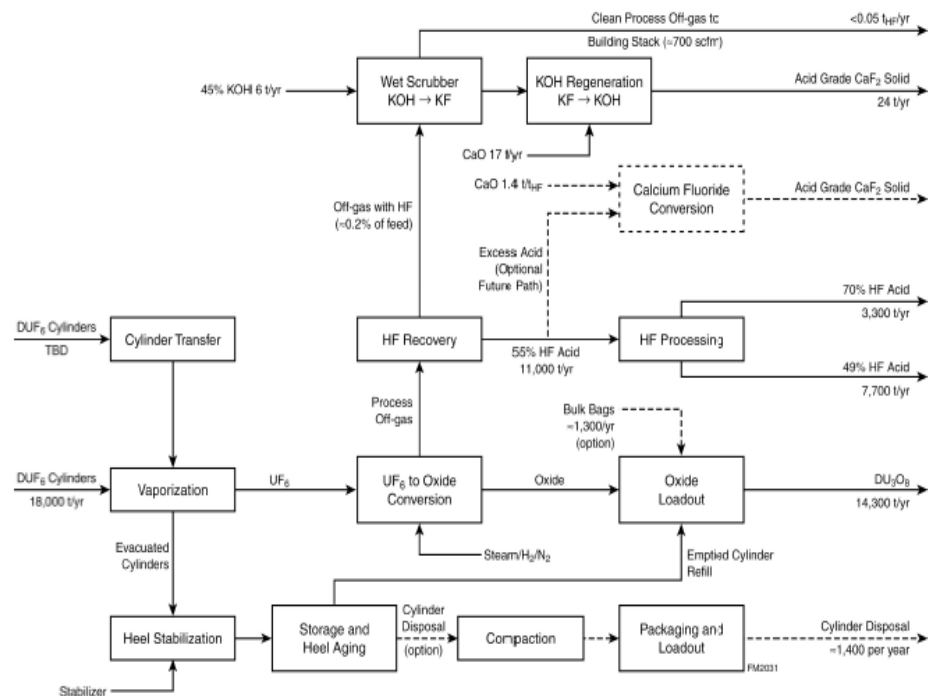 Clean Process Off-gas to
<0.05 t_HF/yr
Building Stack (≈700 scfm)
45% KOH 6 t/yr
Wet Scrubber
KOH → KF
KOH Regeneration
KF → KOH
Acid Grade CaF₂ Solid
24 t/yr
CaO 17 t/yr
CaO 1.4 t/t_HF
Calcium Fluoride
Conversion
Acid Grade CaF₂ Solid
Off-gas with HF
(≈0.2% of feed)
Excess Acid
(Optional
Future Path)
70% HF Acid
3,300 t/yr
DUF₆ Cylinders
TBD
Cylinder Transfer
HF Recovery
55% HF Acid
11,000 t/yr
HF Processing
49% HF Acid
7,700 t/yr
Process
Off-gas
Bulk Bags
≈1,300/yr
(option)
DUF₆ Cylinders
18,000 t/yr
Vaporization
UF₆
UF₆ to Oxide
Conversion
Oxide
Oxide
Loadout
DU₃O₈
14,300 t/yr
Evacuated
Cylinders
Steam/H₂/N₂
Emptied Cylinder
Refill
Heel Stabilization
Storage and
Heel Aging
Cylinder
Disposal
(option)
Compaction
Packaging and
Loadout
Cylinder Disposal
≈1,400 per year
FM2031
Stabilizer